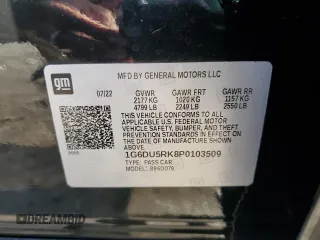 gm
MFD BY GENERAL MOTORS LLC
07/22 GVWR GAWR FRT GAWR RR
2177 KG 1020 KG 1157 KG
4799 LB 2249 LB 2550 LB
THIS VEHICLE CONFORMS TO ALL APPLICABLE
U.S. FEDERAL MOTOR
VEHICLE SAFETY, BUMPER, AND
THEFT PREVENTION STANDARDS
IN EFFECT ON THE DATE OF
MANUFACTURE SHOWN ABOVE.
1G6DU5RK8P0103509
TYPE: PASS CAR
MODEL:
DREAMBID